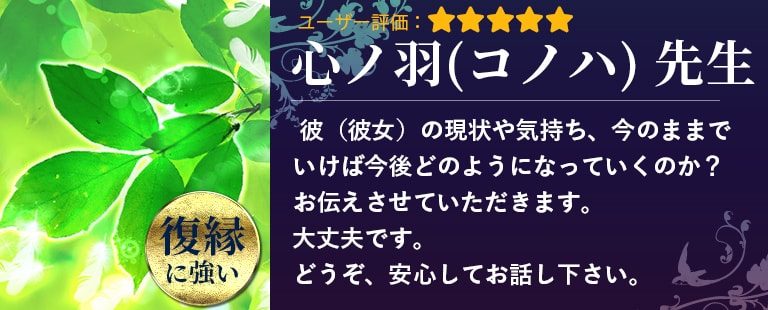 ユーザー評価：★★★★★
心ノ羽(コノハ) 先生
彼（彼女）の現状や気持ち、今のままで
いけば今後どのようになっていくのか？
お伝えさせていただきます。
大丈夫です。
どうぞ、安心してお話し下さい。
復縁
に強い